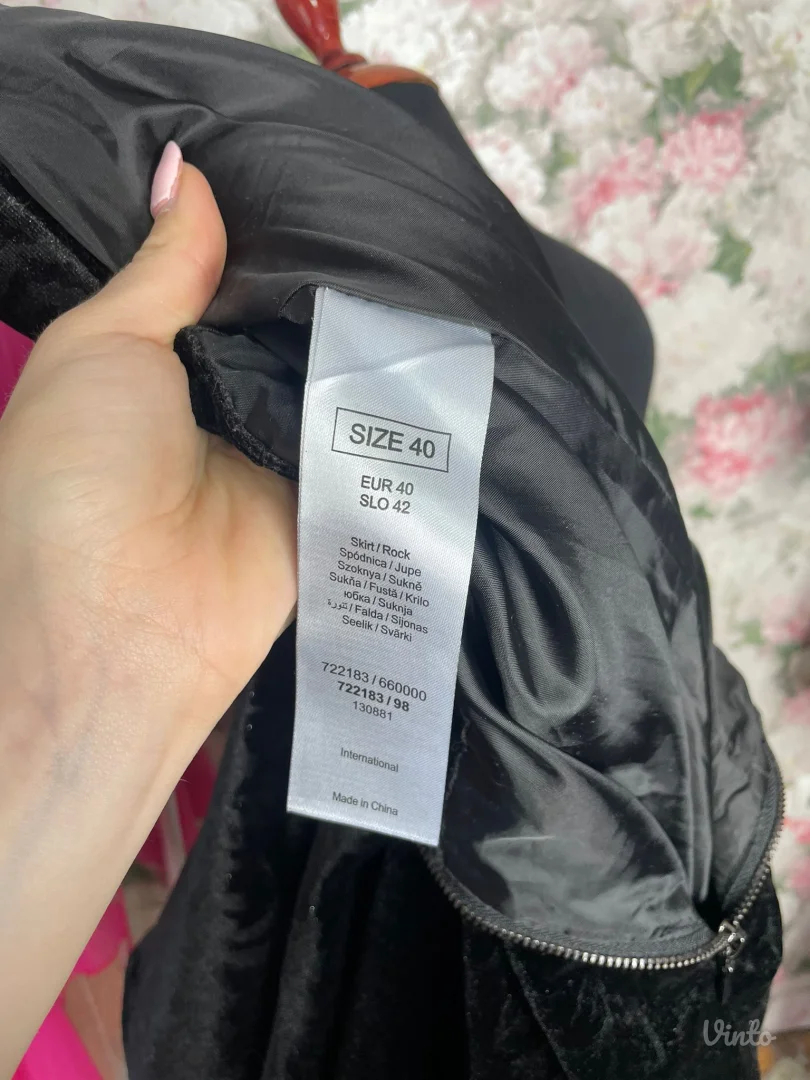 SIZE 40
EUR 40
SLO 42
Skirt / Rock
Spódnica / Jupe
Szoknya / Sukně
Sukňa / Fustă / Krilo
юбка / Suknja
تنورة / Falda / Sijonas
Seelik / Svārki
722183 / 660000
722183 / 98
130881
International
Made in China
Vinto